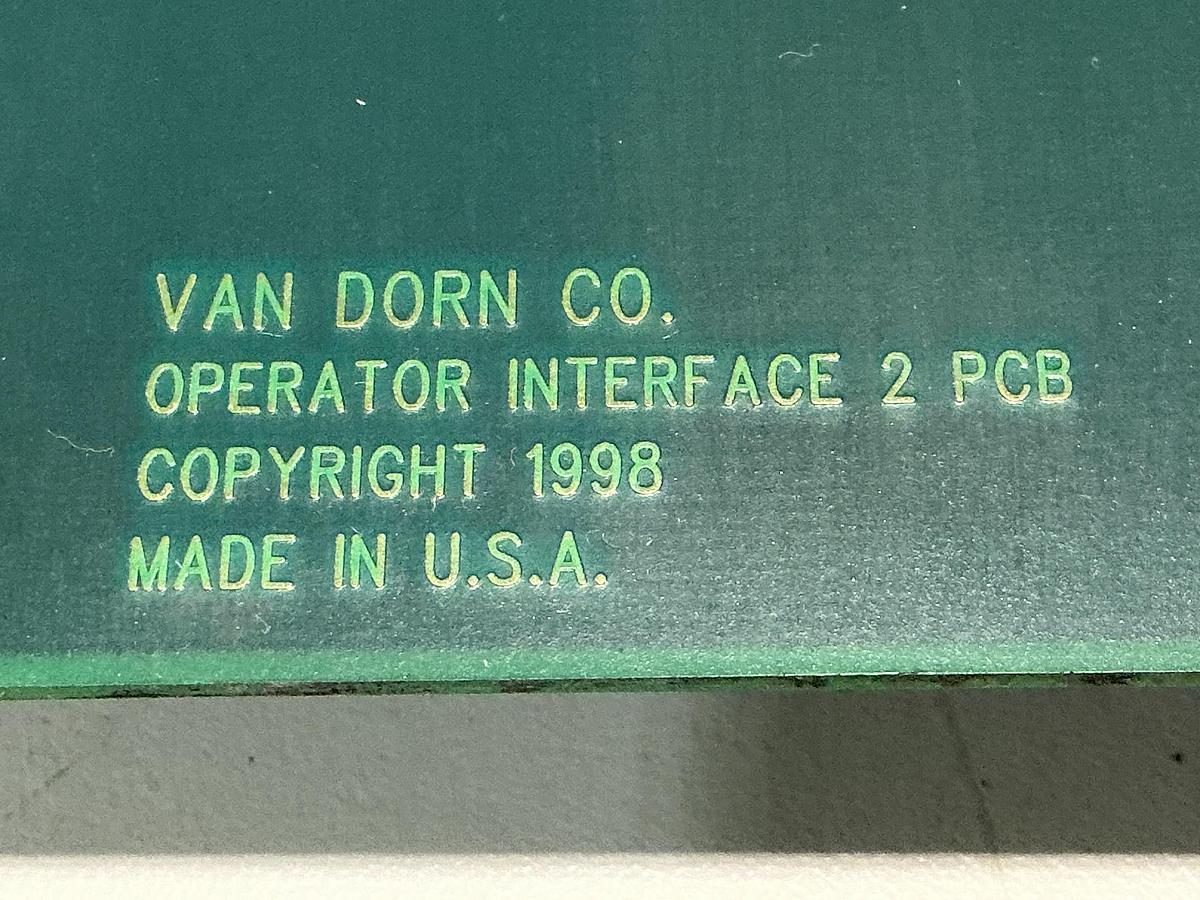 VAN DORN CO.
OPERATOR INTERFACE 2 PCB
COPYRIGHT 1998
MADE IN U.S.A.